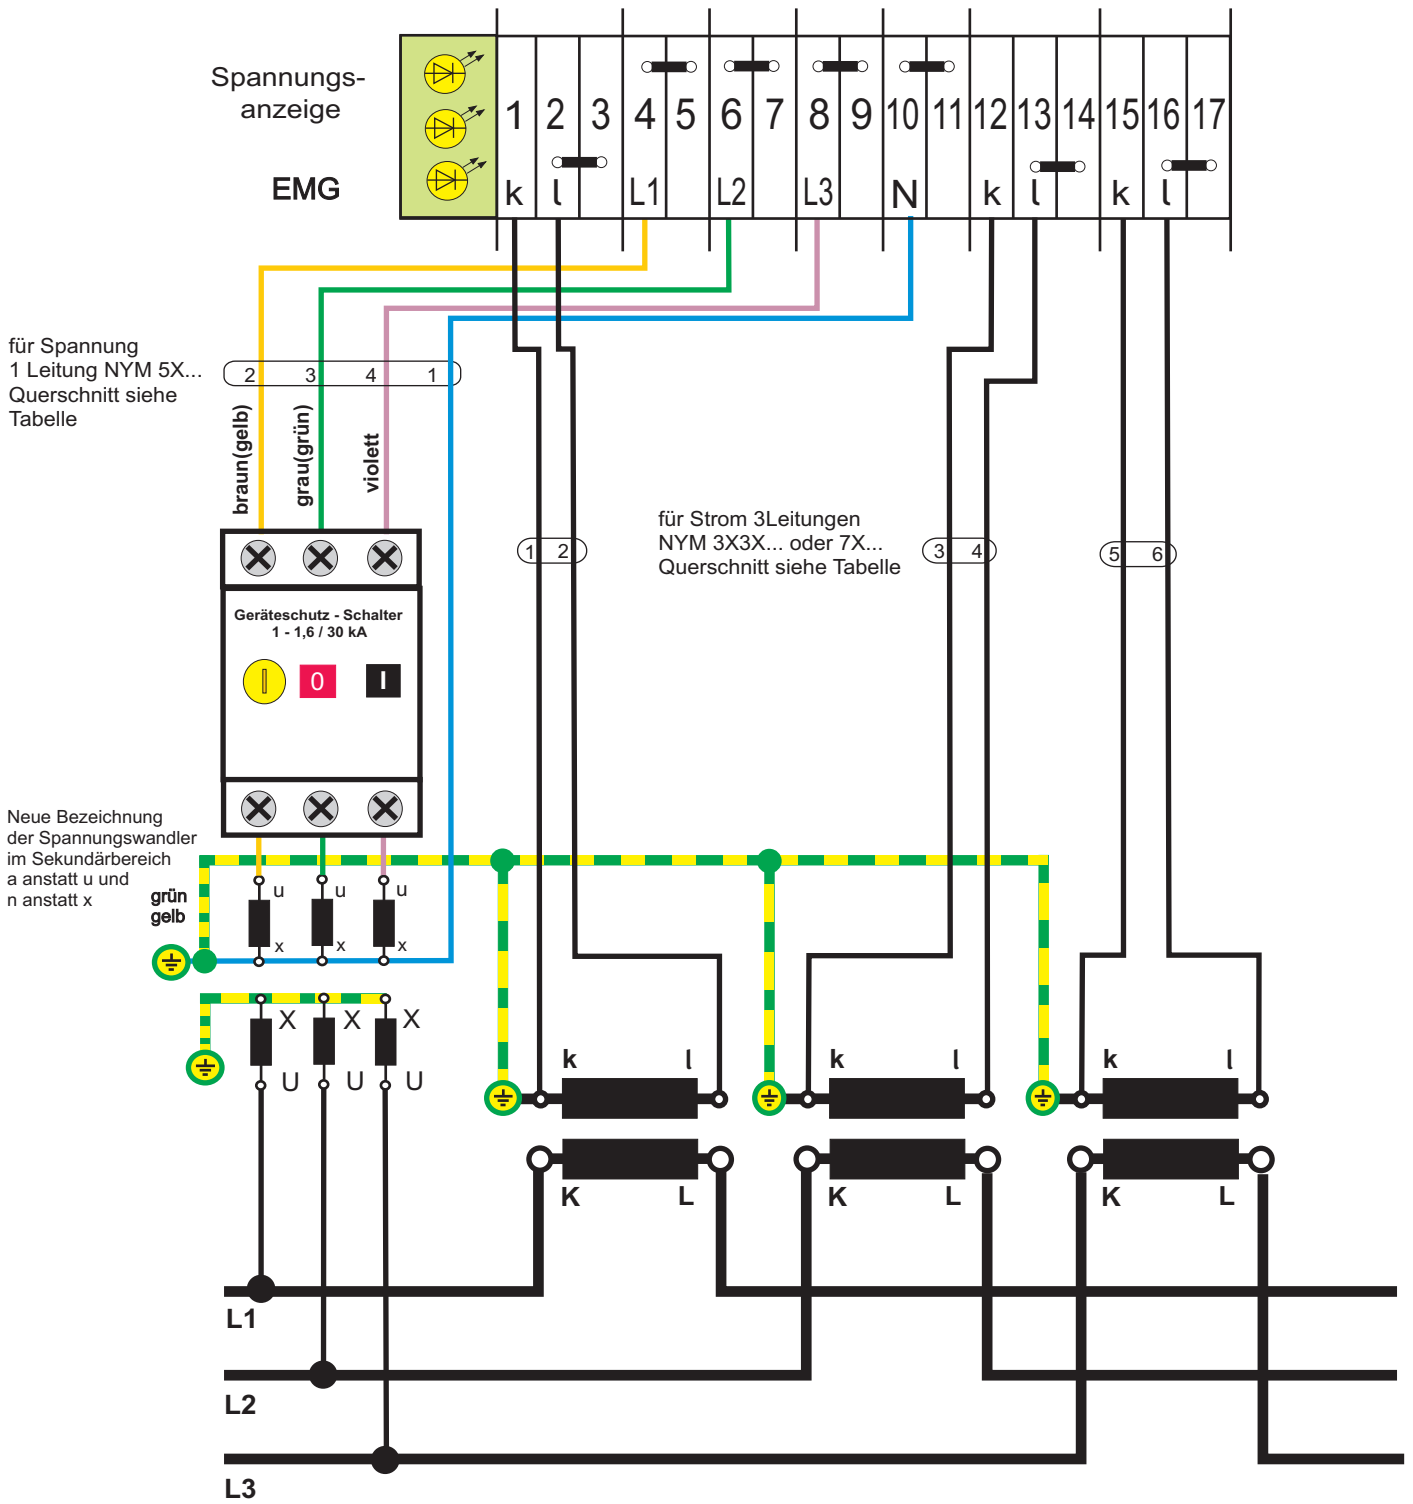 Spannungs-
anzeige
EMG
1 2 3 4 5 6 7 8 9 10 11 12 13 14 15 16 17
k l L1 L2 L3 N k l k l
für Spannung
1 Leitung NYM 5X...
Querschnitt siehe
Tabelle
2 3 4 1
braun(gelb)
grau(grün)
violett
für Strom 3Leitungen
NYM 3X3X... oder 7X...
Querschnitt siehe Tabelle
1 2
3 4
5 6
Geräteschutz - Schalter
1 - 1,6 / 30 kA
0 I
Neue Bezeichnung
der Spannungswandler
im Sekundärbereich
a anstatt u und
n anstatt x
grün
gelb
u u u
x x x
X X X
U U U
k l k l k l
K L K L K L
L1
L2
L3